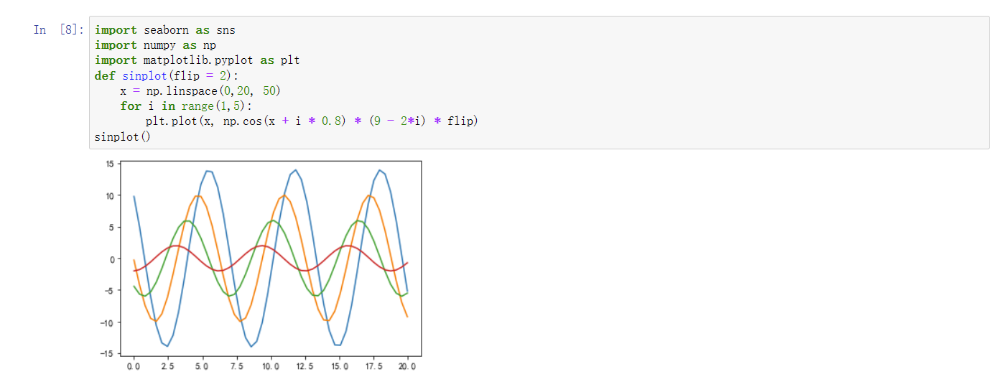 In [8]:
import seaborn as sns
import numpy as np
import matplotlib.pyplot as plt
def sinplot(flip = 2):
    x = np.linspace(0,20, 50)
    for i in range(1,5):
        plt.plot(x, np.cos(x + i * 0.8) * (9 - 2*i) * flip)
sinplot()
15
10
5
0
-5
-10
-15
0.0 2.5 5.0 7.5 10.0 12.5 15.0 17.5 20.0